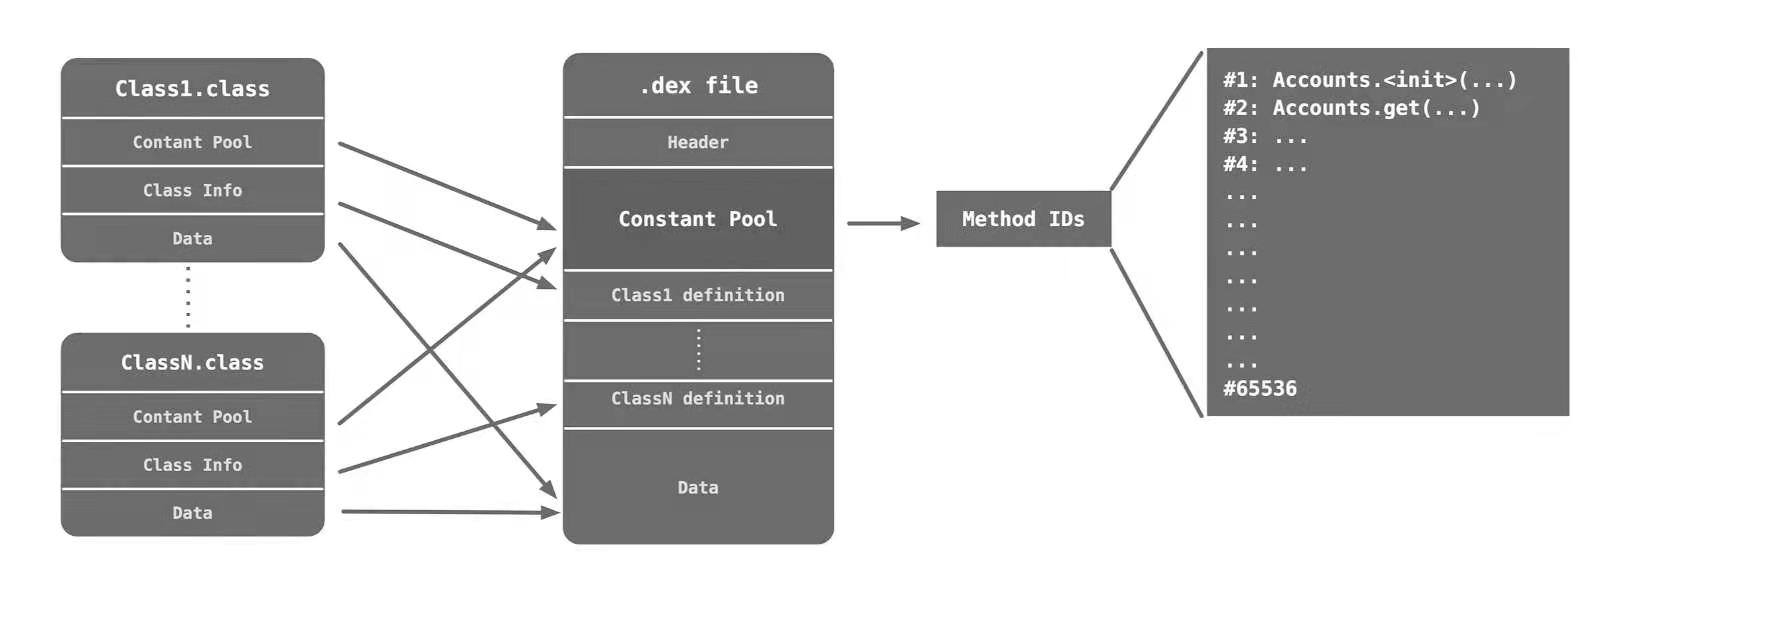 Class1.class
Contant Pool
Class Info
Data
ClassN.class
Contant Pool
Class Info
Data
.dex file
Header
Constant Pool
Class1 definition
ClassN definition
Data
Method IDs
#1: Accounts.<init>(...)
#2: Accounts.get(...)
#3: ...
#4: ...
...
...
...
...
...
...
...
#65536